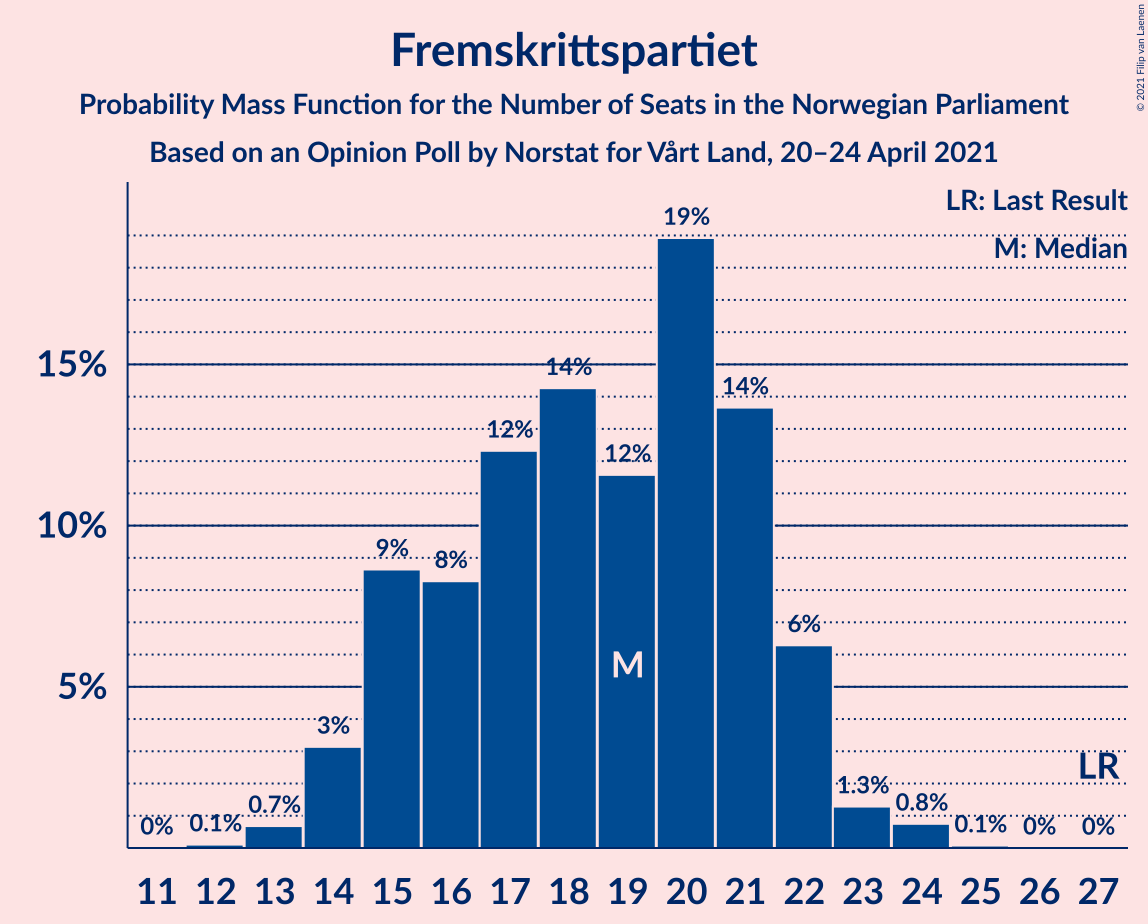 Fremskrittspartiet
Probability Mass Function for the Number of Seats in the Norwegian Parliament
Based on an Opinion Poll by Norstat for Vårt Land, 20–24 April 2021
© 2021 Filip van Laenen
LR: Last Result
M: Median
15%
10%
5%
0%
0.1%
0.7%
3%
9%
8%
12%
14%
12%
19%
14%
6%
1.3%
0.8%
0.1%
0%
0%
M
LR
11 12 13 14 15 16 17 18 19 20 21 22 23 24 25 26 27